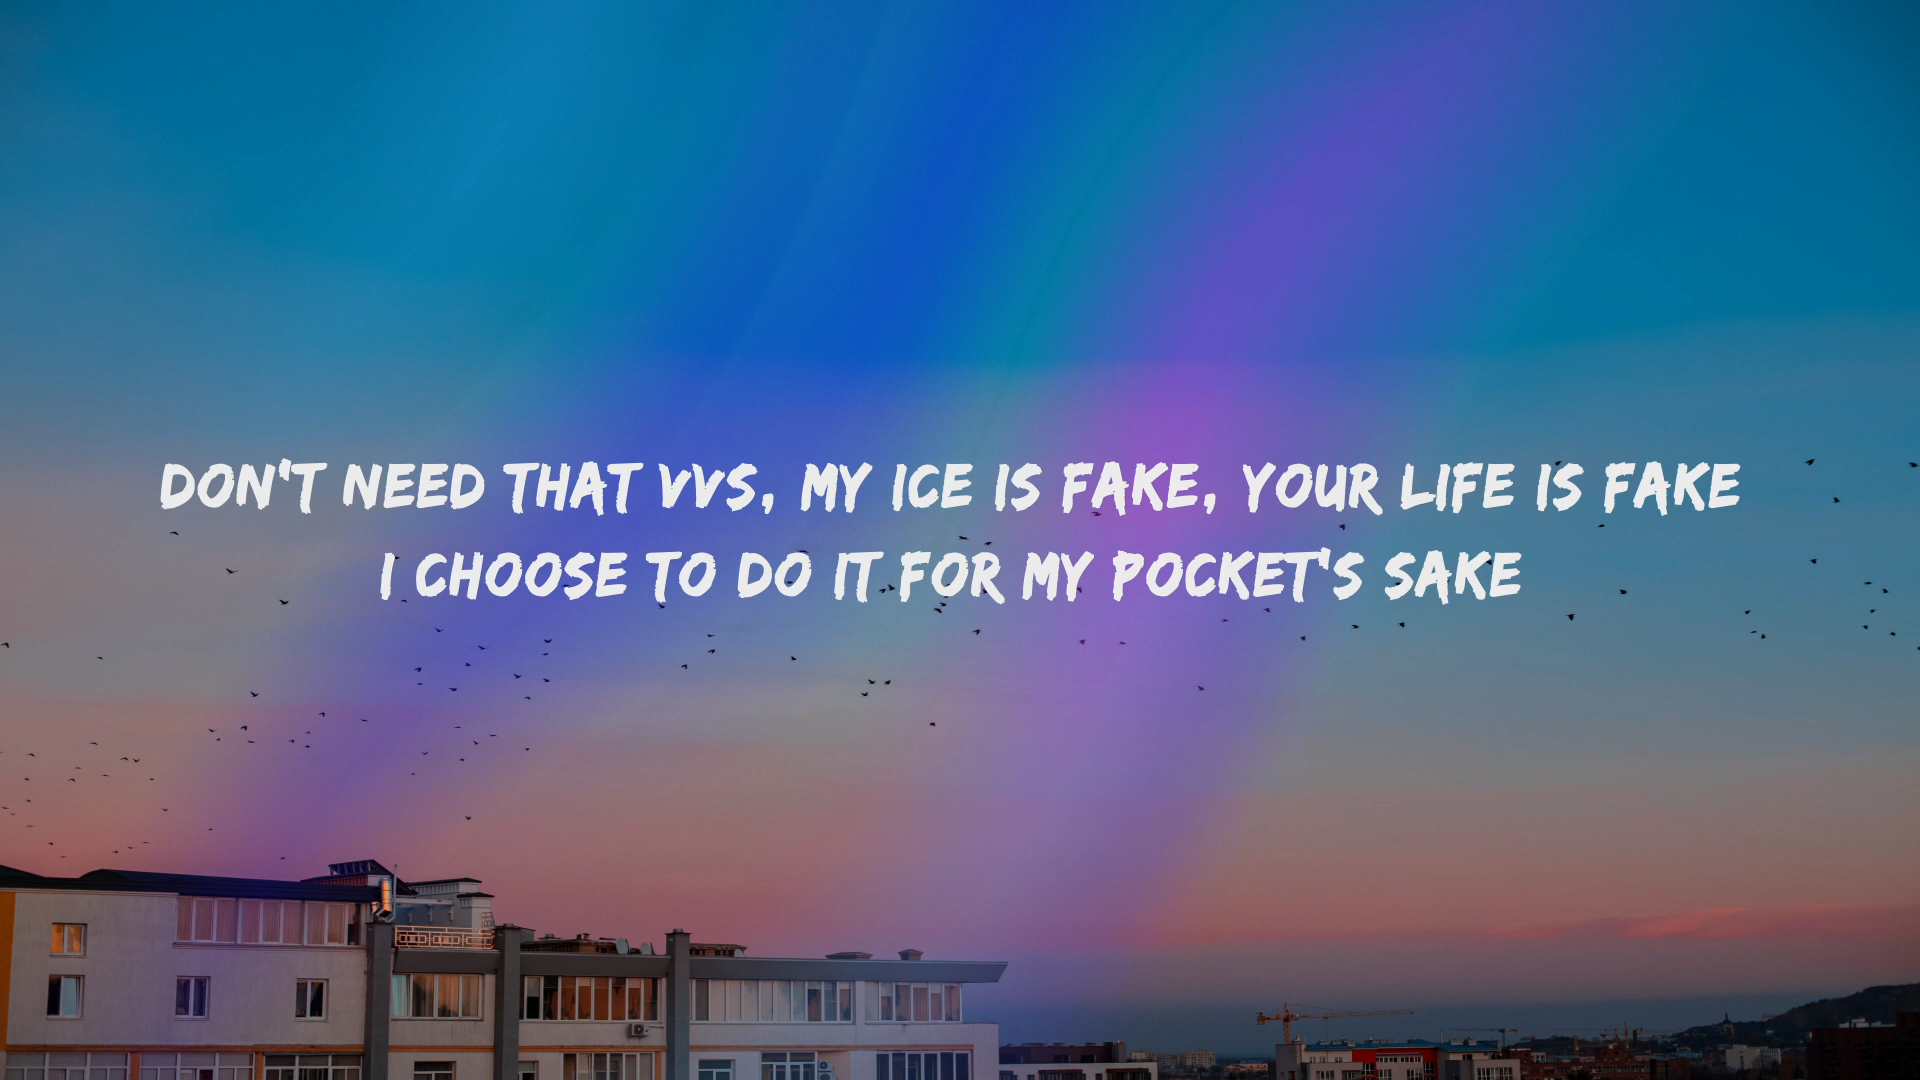 DON'T NEED THAT VVS, MY ICE IS FAKE, YOUR LIFE IS FAKE
I CHOOSE TO DO IT FOR MY POCKET'S SAKE